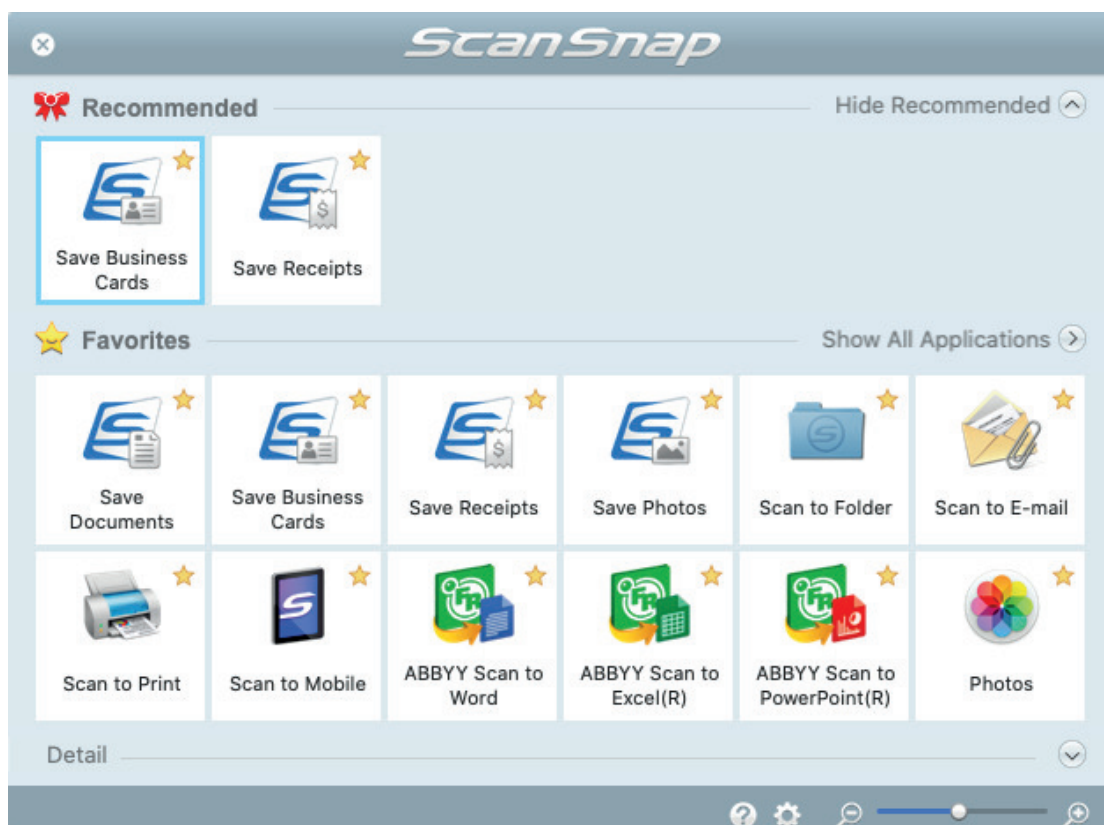 ScanSnap
Recommended
Hide Recommended
Save Business
Cards
Save Receipts
Favorites
Show All Applications
Save
Documents
Save Business
Cards
Save Receipts
Save Photos
Scan to Folder
Scan to E-mail
Scan to Print
Scan to Mobile
ABBYY Scan to
Word
ABBYY Scan to
Excel(R)
ABBYY Scan to
PowerPoint(R)
Photos
Detail